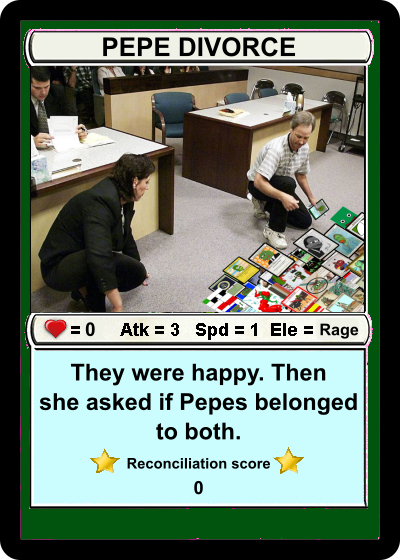 PEPE DIVORCE
= 0 Atk = 3 Spd = 1 Ele = Rage
They were happy. Then
she asked if Pepes belonged
to both.
Reconciliation score
0